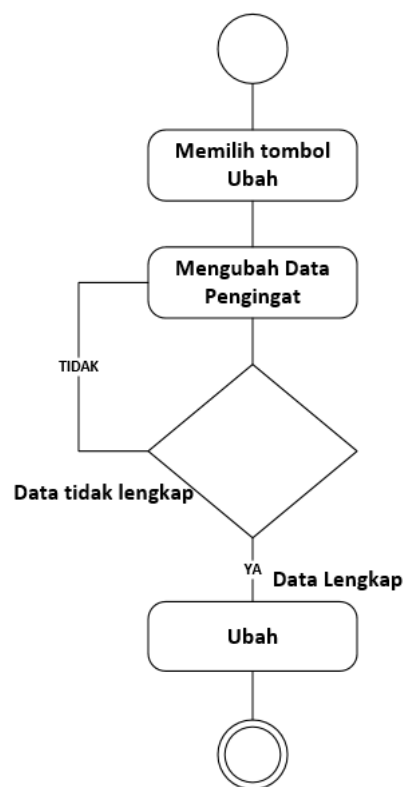 Memilih tombol
Ubah
Mengubah Data
Pengingat
TIDAK
Data tidak lengkap
YA
Data Lengkap
Ubah